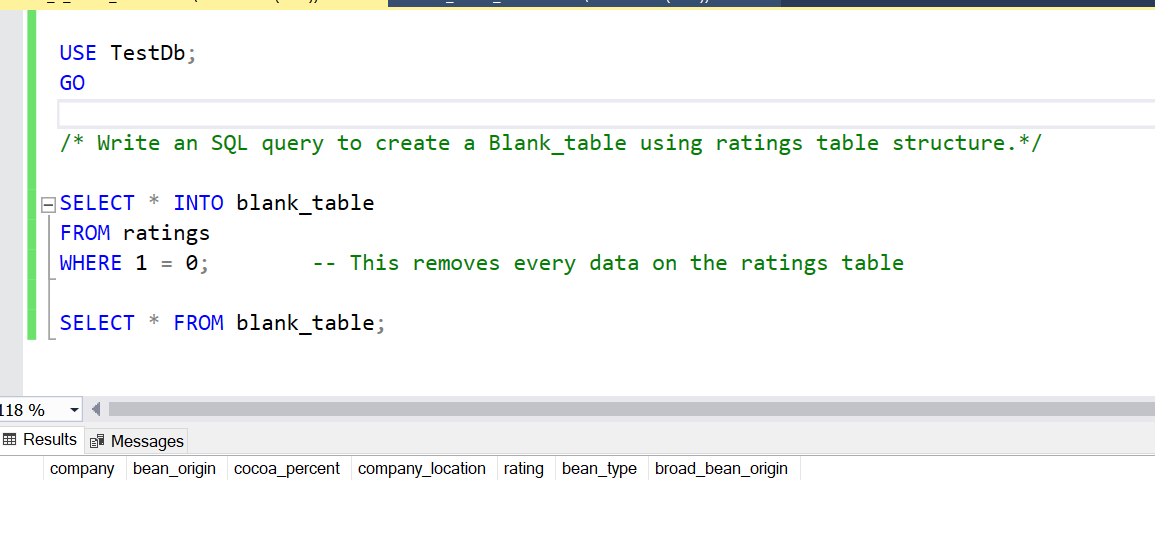 USE TestDb;
GO
/* Write an SQL query to create a Blank_table using ratings table structure.*/
SELECT * INTO blank_table
FROM ratings
WHERE 1 = 0; -- This removes every data on the ratings table
SELECT * FROM blank_table;
118 %
Results Messages
company bean_origin cocoa_percent company_location rating bean_type broad_bean_origin